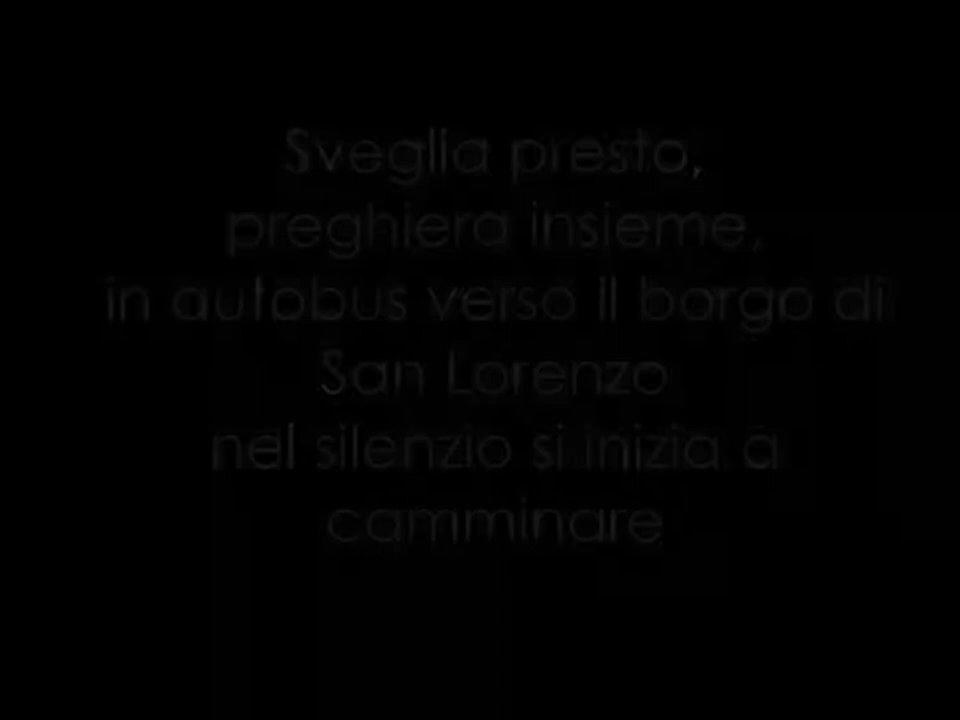 Sveglia presto,
preghiera insieme,
in autobus verso il borgo di
San Lorenzo
nel silenzio si inizia a
camminare